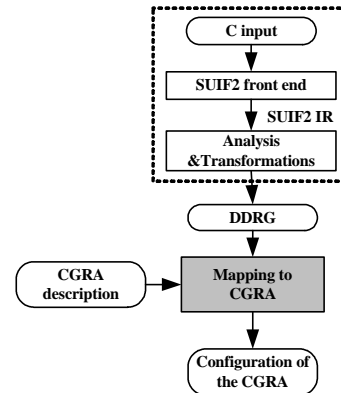 C input
SUIF2 front end
SUIF2 IR
Analysis
&Transformations
DDRG
CGRA
description
Mapping to
CGRA
Configuration of
the CGRA